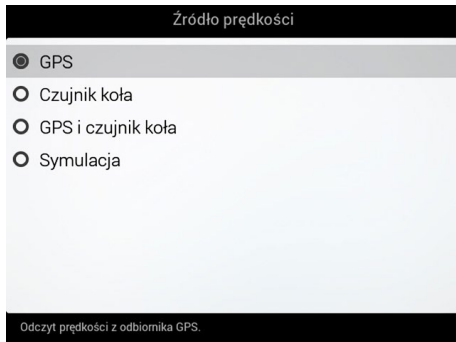 Źródło prędkości
GPS
Czujnik koła
GPS i czujnik koła
Symulacja
Odczyt prędkości z odbiornika GPS.